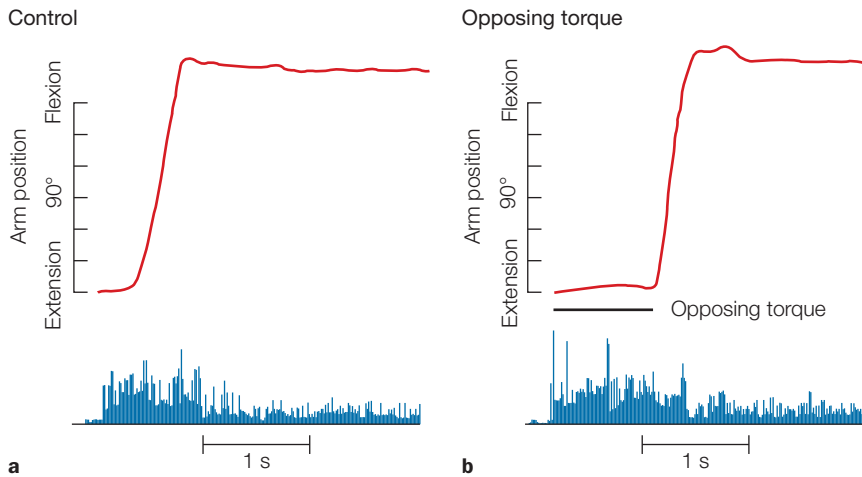 Control
Flexion
90°
Extension
Arm position
1 s
a
Opposing torque
Flexion
90°
Extension
Arm position
Opposing torque
1 s
b